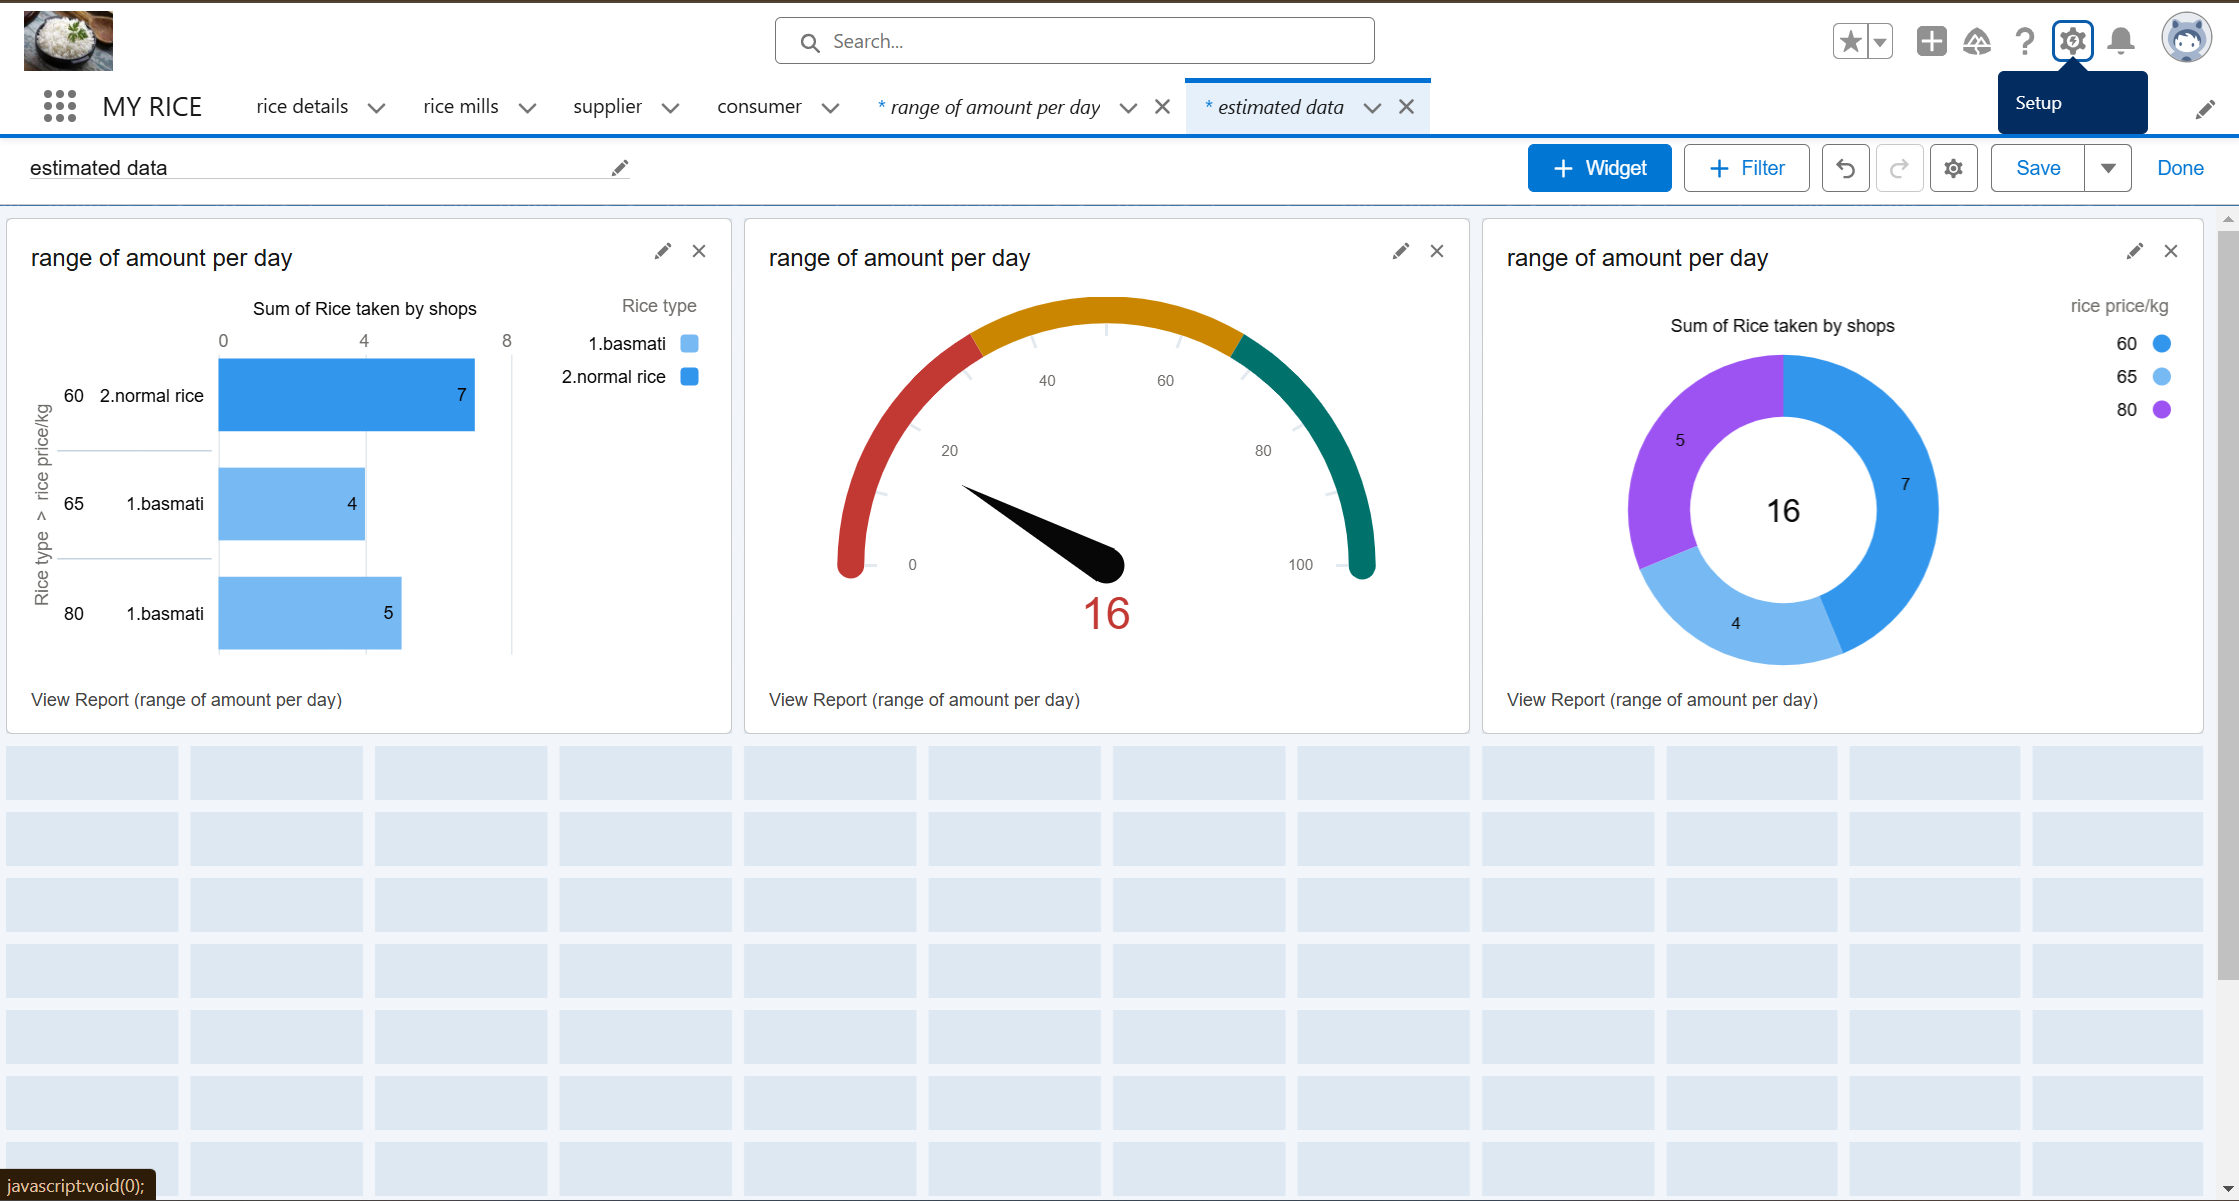 Search...
Setup
MY RICE rice details rice mills supplier consumer * range of amount per day * estimated data
estimated data
Widget Filter Save Done
range of amount per day
Sum of Rice taken by shops
Rice type
0 4 8
1.basmati
2.normal rice
Rice type > rice price/kg
60 2.normal rice 7
65 1.basmati 4
80 1.basmati 5
View Report (range of amount per day)
range of amount per day
0
20
40
60
80
100
16
View Report (range of amount per day)
range of amount per day
rice price/kg
Sum of Rice taken by shops
60
65
80
5
7
16
4
View Report (range of amount per day)
javascript:void(0);